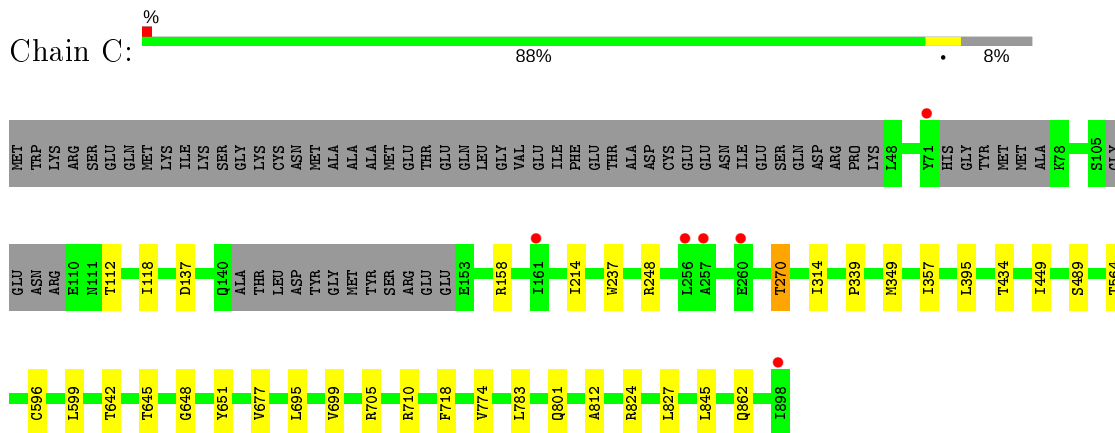 %
Chain C:
88% • 8%
MET TRP LYS ARG SER GLU GLN MET LYS ILE LYS SER GLY LYS CYS ASN MET ALA ALA ALA MET GLU THR GLU GLN LEU GLY VAL GLU ILE PHE GLU THR ALA ASP CYS GLU GLU ASN ILE GLU SER GLN ASP ARG PRO LYS L48 Y71 HIS GLY TYR MET MET ALA K78 S105 GLY
GLU ASN ARG E110 N111 T112 I118 D137 Q140 ALA THR LEU ASP TYR GLY MET TYR SER ARG GLU GLU E153 R158 I161 I214 W237 R248 L256 A257 E260 T270 I314 P339 M349 I357 L395 T434 I449 S489 T564
C596 L599 T642 T645 G648 Y651 V677 L695 V699 R705 R710 F718 V774 L783 Q801 A812 R824 L827 L845 Q862 I898